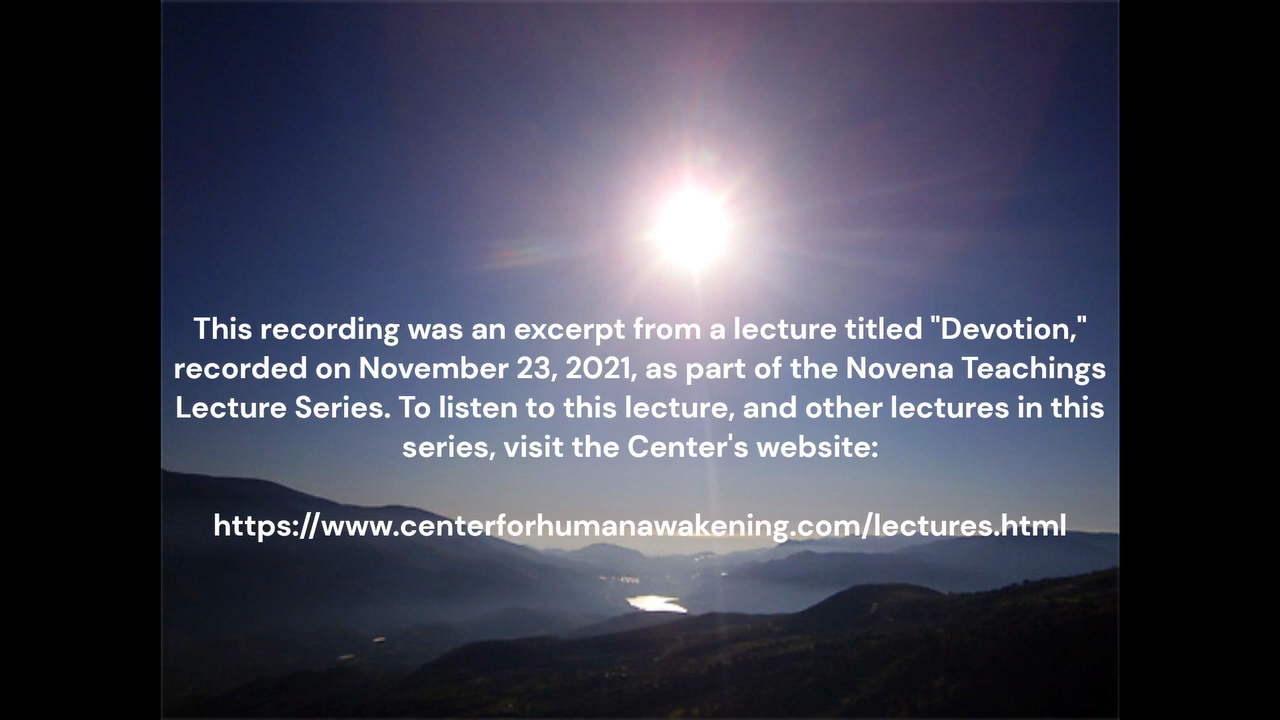 This recording was an excerpt from a lecture titled "Devotion,"
recorded on November 23, 2021, as part of the Novena Teachings
Lecture Series. To listen to this lecture, and other lectures in this
series, visit the Center's website:
https://www.centerforhumanawakening.com/lectures.html